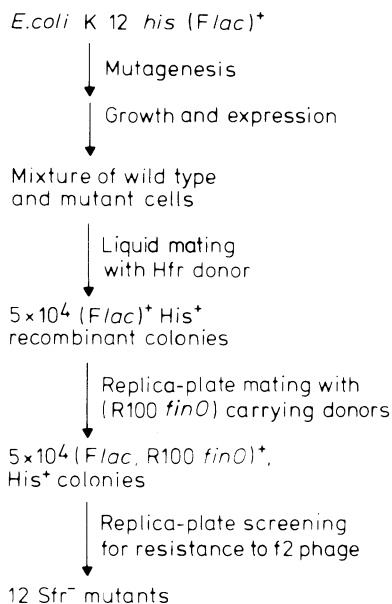 E.coli K 12 his (Flac)⁺
Mutagenesis
Growth and expression
Mixture of wild type
and mutant cells
Liquid mating
with Hfr donor
5×10⁴ (Flac)⁺ His⁺
recombinant colonies
Replica-plate mating with
(R100 finO) carrying donors
5×10⁴ (Flac, R100 finO)⁺,
His⁺ colonies
Replica-plate screening
for resistance to f2 phage
12 Sfr⁻ mutants